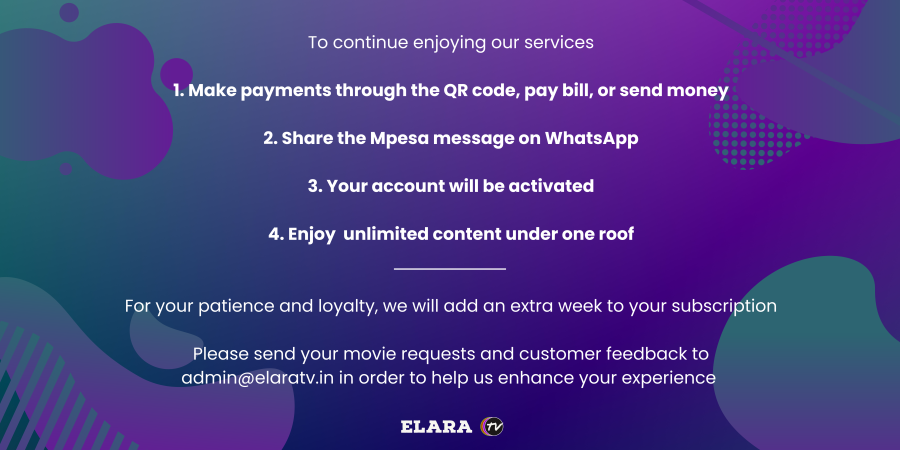 To continue enjoying our services
1. Make payments through the QR code, pay bill, or send money
2. Share the Mpesa message on WhatsApp
3. Your account will be activated
4. Enjoy  unlimited content under one roof
For your patience and loyalty, we will add an extra week to your subscription
Please send your movie requests and customer feedback to
admin@elaratv.in in order to help us enhance your experience
ELARA TV